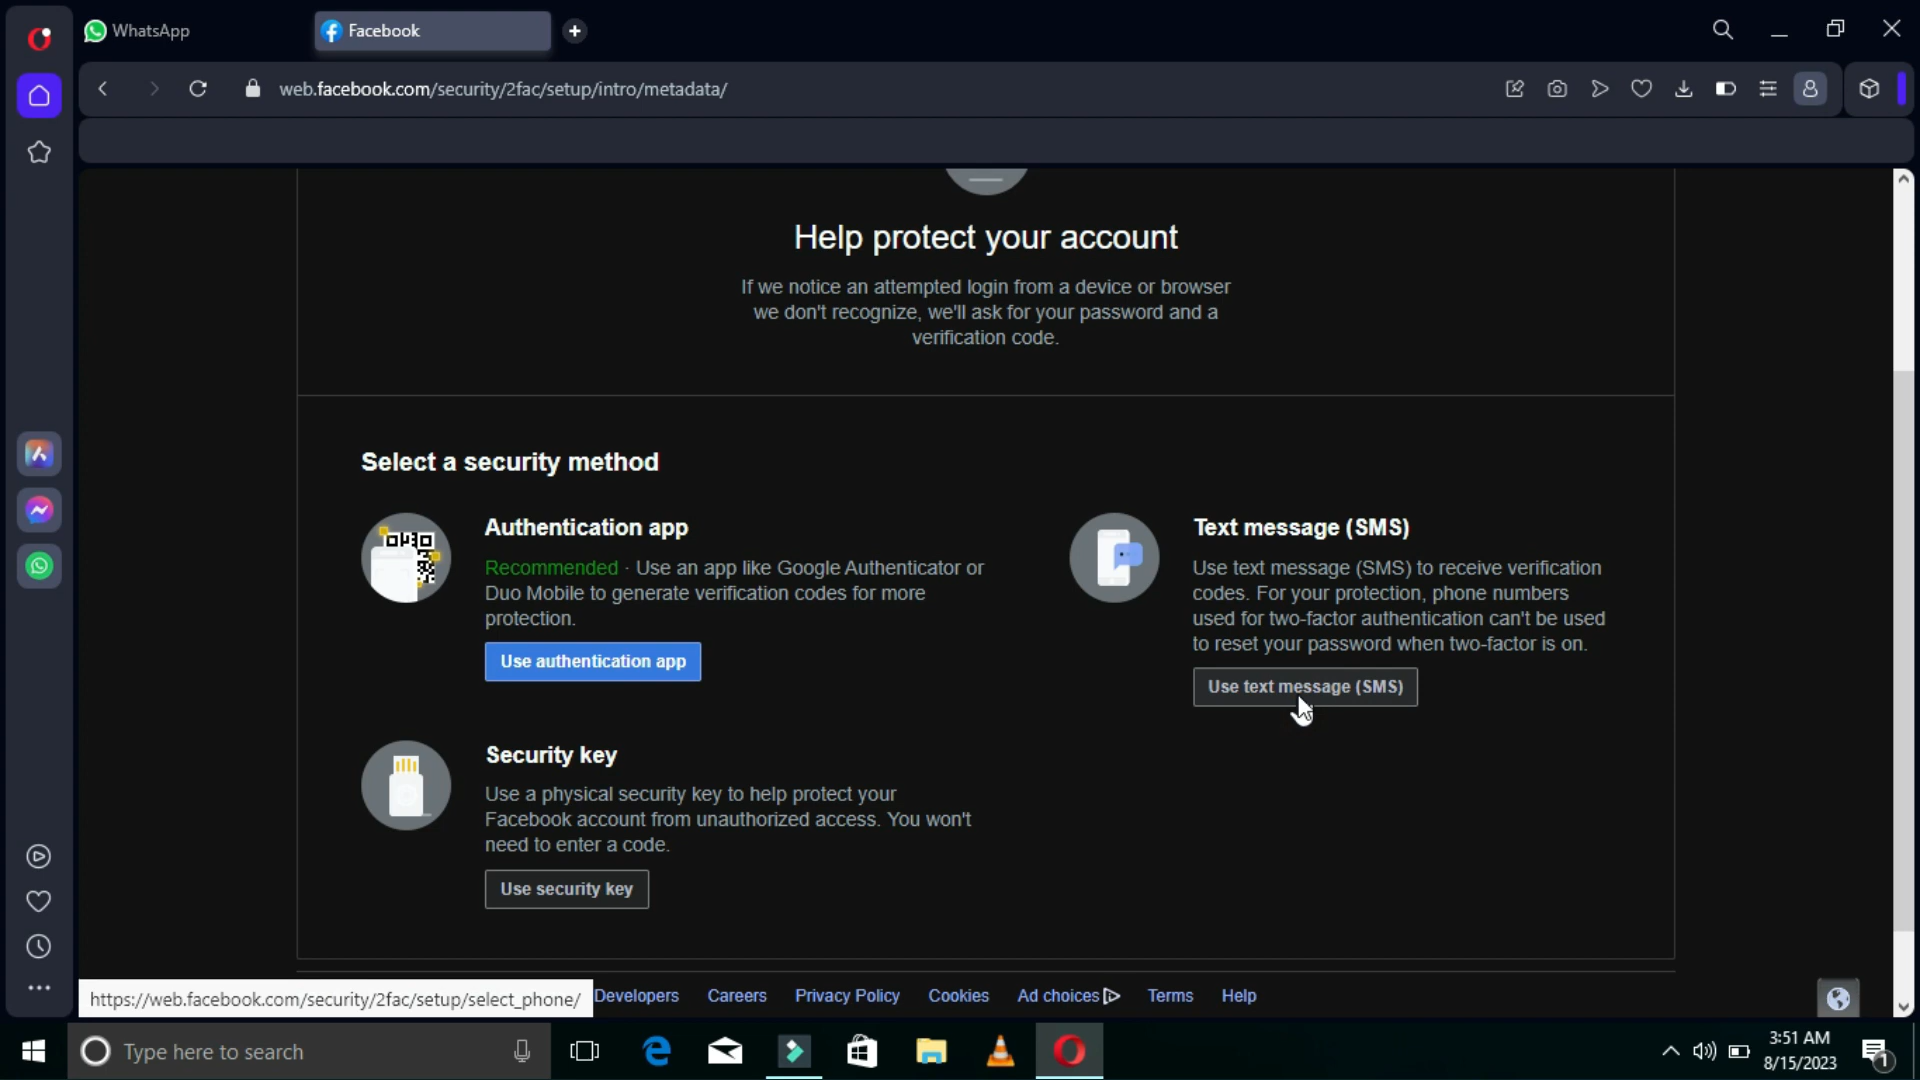 WhatsApp
Facebook
web.facebook.com/security/2fac/setup/intro/metadata/
Help protect your account
If we notice an attempted login from a device or browser
we don't recognize, we'll ask for your password and a
verification code.
Select a security method
Authentication app
Recommended · Use an app like Google Authenticator or
Duo Mobile to generate verification codes for more
protection.
Use authentication app
Text message (SMS)
Use text message (SMS) to receive verification
codes. For your protection, phone numbers
used for two-factor authentication can't be used
to reset your password when two-factor is on.
Use text message (SMS)
Security key
Use a physical security key to help protect your
Facebook account from unauthorized access. You won't
need to enter a code.
Use security key
https://web.facebook.com/security/2fac/setup/select_phone/
Developers Careers Privacy Policy Cookies Ad choices Terms Help
Type here to search
3:51 AM
8/15/2023
1